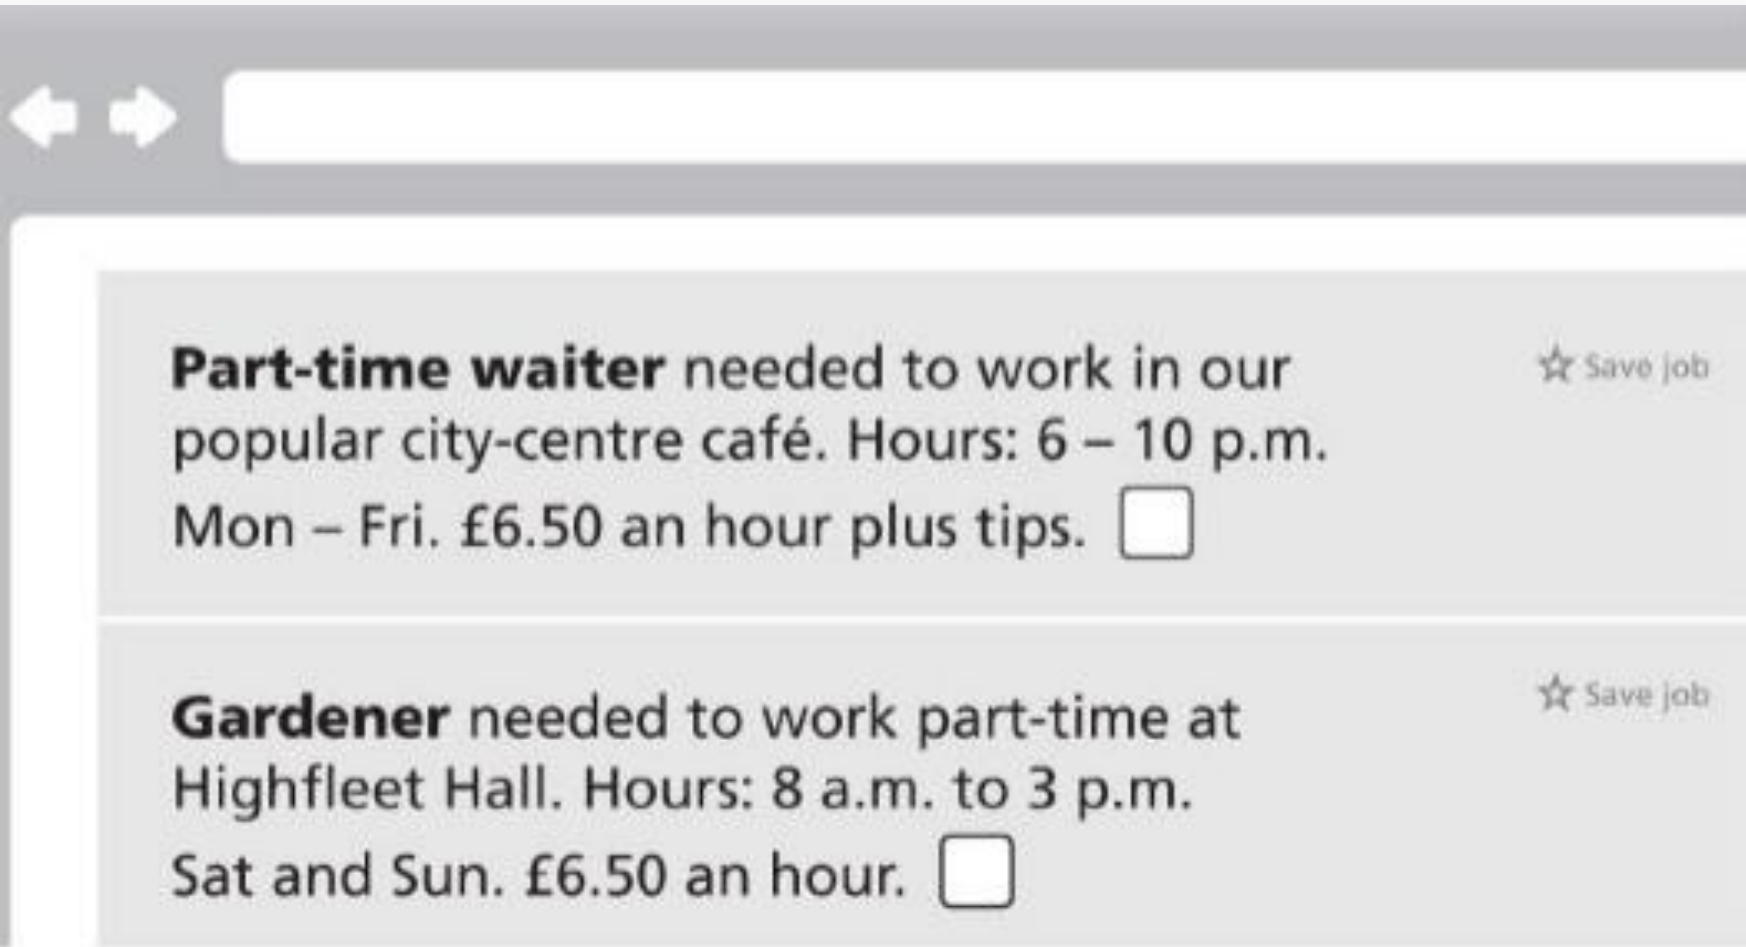 Part-time waiter needed to work in our
popular city-centre café. Hours: 6 – 10 p.m.
Mon – Fri. £6.50 an hour plus tips.
Save job
Gardener needed to work part-time at
Highfleet Hall. Hours: 8 a.m. to 3 p.m.
Sat and Sun. £6.50 an hour.
Save job